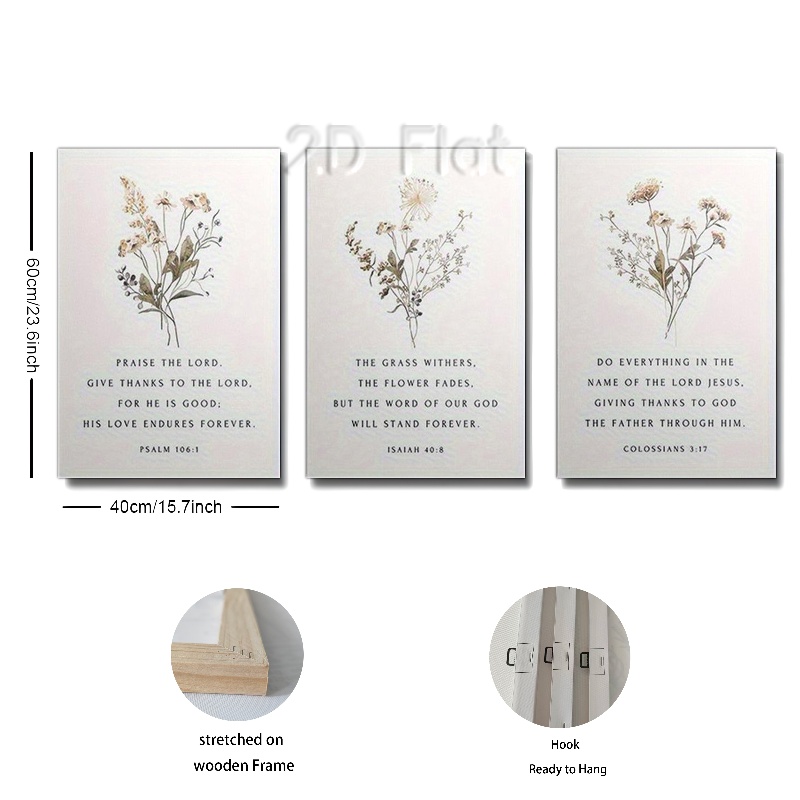 2D Flat
60cm/23.6inch
PRAISE THE LORD.
GIVE THANKS TO THE LORD,
FOR HE IS GOOD;
HIS LOVE ENDURES FOREVER.
PSALM 106:1
THE GRASS WITHERS,
THE FLOWER FADES,
BUT THE WORD OF OUR GOD
WILL STAND FOREVER.
ISAIAH 40:8
DO EVERYTHING IN THE
NAME OF THE LORD JESUS,
GIVING THANKS TO GOD
THE FATHER THROUGH HIM.
COLOSSIANS 3:17
40cm/15.7inch
stretched on
wooden Frame
Hook
Ready to Hang